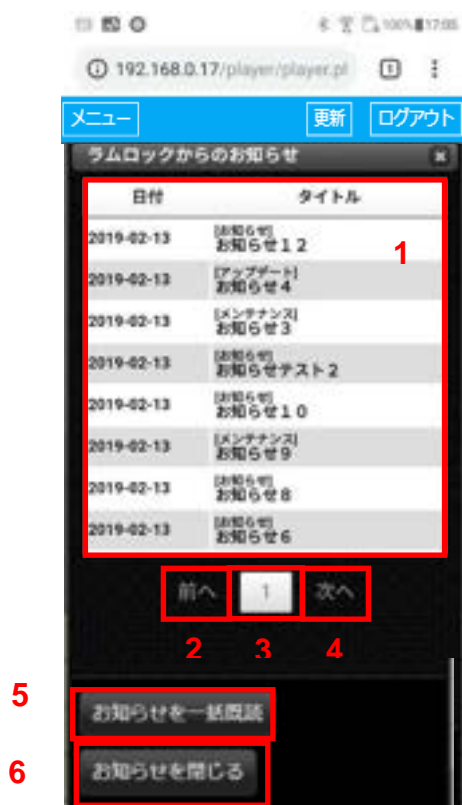 100% 17:05
192.168.0.17/player/player.pl 1
メニュー 更新 ログアウト
ラムロックからのお知らせ ×
日付 タイトル
1
2019-02-13 [お知らせ]
お知らせ12
2019-02-13 [アップデート]
お知らせ4
2019-02-13 [メンテナンス]
お知らせ3
2019-02-13 [お知らせ]
お知らせテスト2
2019-02-13 [お知らせ]
お知らせ10
2019-02-13 [メンテナンス]
お知らせ9
2019-02-13 [お知らせ]
お知らせ8
2019-02-13 [お知らせ]
お知らせ6
前へ 1 次へ
2 3 4
5
お知らせを一括既読
6
お知らせを閉じる